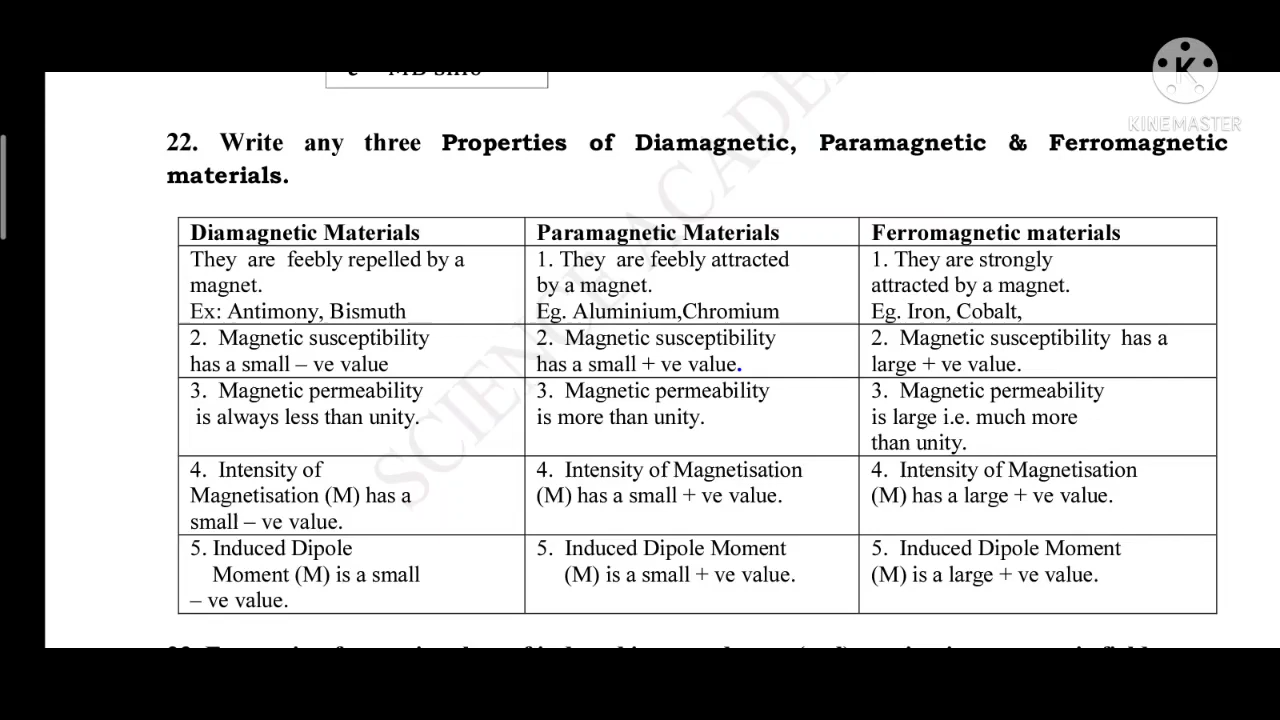 KINEMASTER
22. Write any three Properties of Diamagnetic, Paramagnetic & Ferromagnetic
materials.
SCIENCE ACADE
Diamagnetic Materials
Paramagnetic Materials
Ferromagnetic materials
They are feebly repelled by a
magnet.
Ex: Antimony, Bismuth
1. They are feebly attracted
by a magnet.
Eg. Aluminium,Chromium
1. They are strongly
attracted by a magnet.
Eg. Iron, Cobalt,
2. Magnetic susceptibility
has a small – ve value
2. Magnetic susceptibility
has a small + ve value.
2. Magnetic susceptibility has a
large + ve value.
3. Magnetic permeability
is always less than unity.
3. Magnetic permeability
is more than unity.
3. Magnetic permeability
is large i.e. much more
than unity.
4. Intensity of
Magnetisation (M) has a
small – ve value.
4. Intensity of Magnetisation
(M) has a small + ve value.
4. Intensity of Magnetisation
(M) has a large + ve value.
5. Induced Dipole
Moment (M) is a small
– ve value.
5. Induced Dipole Moment
(M) is a small + ve value.
5. Induced Dipole Moment
(M) is a large + ve value.